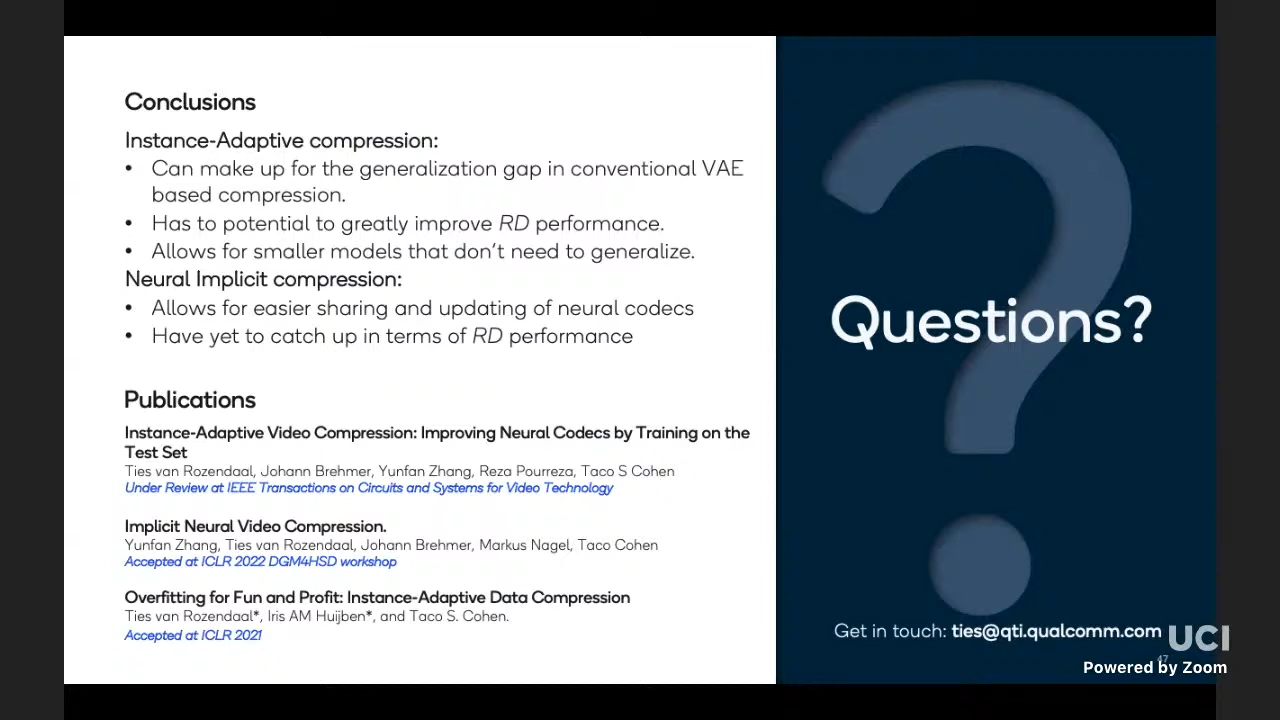 Conclusions
Instance-Adaptive compression:
• Can make up for the generalization gap in conventional VAE
based compression.
• Has to potential to greatly improve RD performance.
• Allows for smaller models that don't need to generalize.
Neural Implicit compression:
• Allows for easier sharing and updating of neural codecs
• Have yet to catch up in terms of RD performance
Publications
Instance-Adaptive Video Compression: Improving Neural Codecs by Training on the
Test Set
Ties van Rozendaal, Johann Brehmer, Yunfan Zhang, Reza Pourreza, Taco S Cohen
Under Review at IEEE Transactions on Circuits and Systems for Video Technology
Implicit Neural Video Compression.
Yunfan Zhang, Ties van Rozendaal, Johann Brehmer, Markus Nagel, Taco Cohen
Accepted at ICLR 2022 DGM4HSD workshop
Overfitting for Fun and Profit: Instance-Adaptive Data Compression
Ties van Rozendaal*, Iris AM Huijben*, and Taco S. Cohen.
Accepted at ICLR 2021
?
Questions?
Get in touch: ties@qti.qualcomm.com
UCI
47
Powered by Zoom